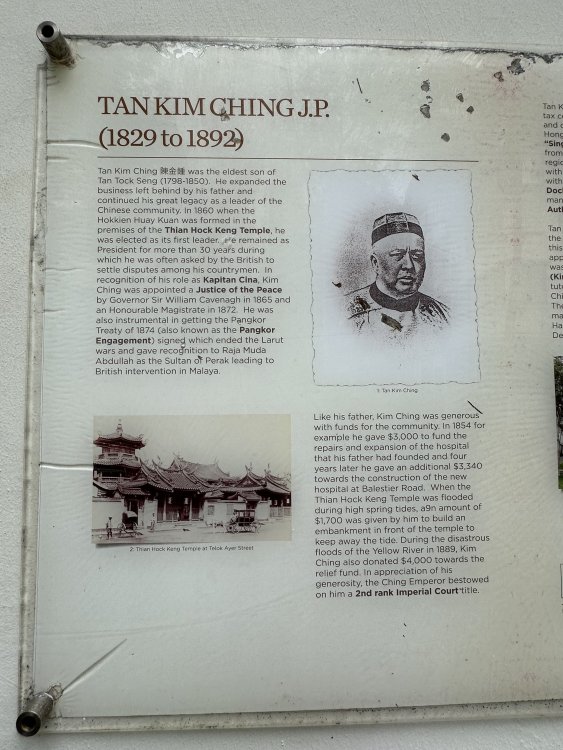 TAN KIM CHING J.P.
(1829 to 1892)
Tan Kim Ching 陳金鐘 was the eldest son of
Tan Tock Seng (1798-1850). He expanded the
business left behind by his father and
continued his great legacy as a leader of the
Chinese community. In 1860 when the
Hokkien Huay Kuan was formed in the
premises of the Thian Hock Keng Temple, he
was elected as its first leader. remained as
President for more than 30 years during
which he was often asked by the British to
settle disputes among his countrymen. In
recognition of his role as Kapitan Cina, Kim
Ching was appointed a Justice of the Peace
by Governor Sir William Cavenagh in 1865 and
an Honourable Magistrate in 1872. He was
also instrumental in getting the Pangkor
Treaty of 1874 (also known as the Pangkor
Engagement) signed which ended the Larut
wars and gave recognition to Raja Muda
Abdullah as the Sultan of Perak leading to
British intervention in Malaya.
1: Tan Kim Ching
2: Thian Hock Keng Temple at Telok Ayer Street
Like his father, Kim Ching was generous
with funds for the community. In 1854 for
example he gave $3,000 to fund the
repairs and expansion of the hospital
that his father had founded and four
years later he gave an additional $3,340
towards the construction of the new
hospital at Balestier Road. When the
Thian Hock Keng Temple was flooded
during high spring tides, a9n amount of
$1,700 was given by him to build an
embankment in front of the temple to
keep away the tide. During the disastrous
floods of the Yellow River in 1889, Kim
Ching also donated $4,000 towards the
relief fund. In appreciation of his
generosity, the Ching Emperor bestowed
on him a 2nd rank Imperial Court title.